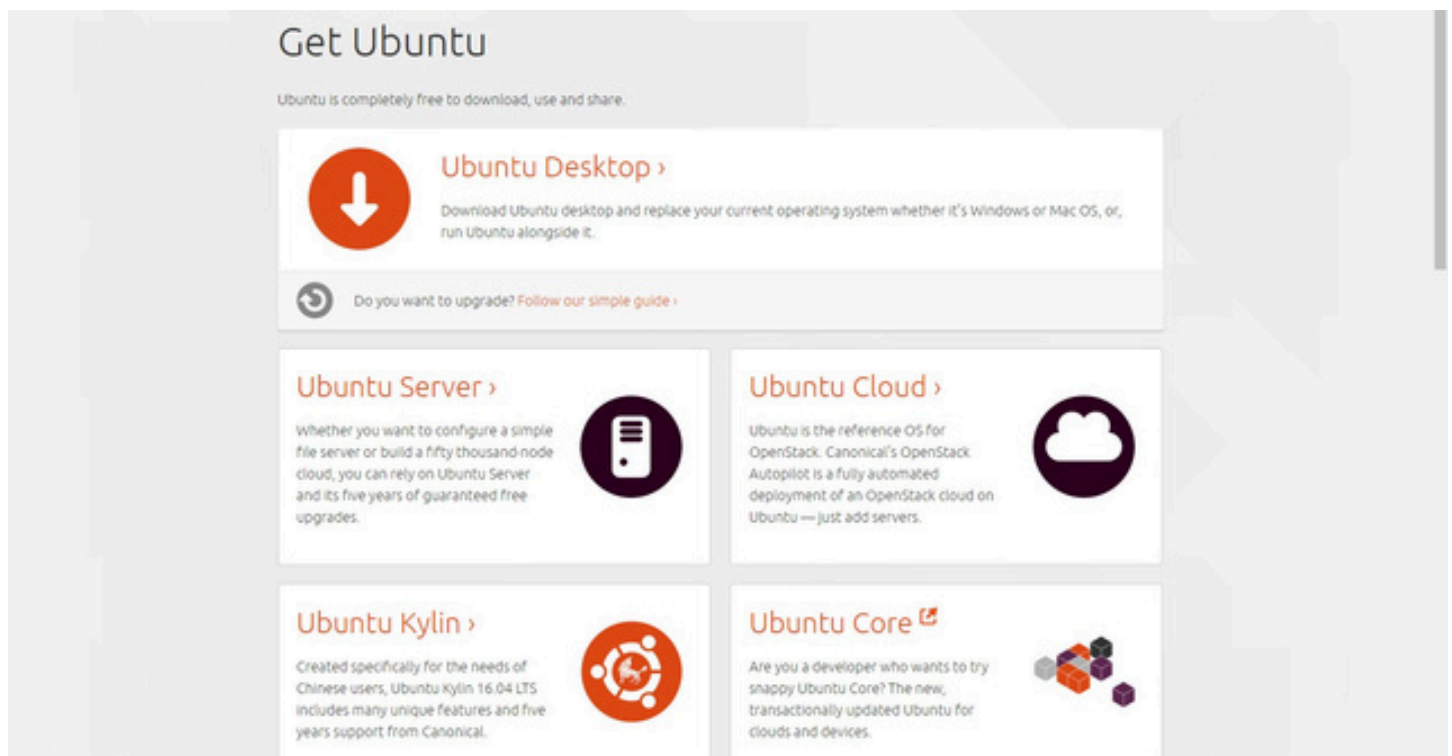 Get Ubuntu
Ubuntu is completely free to download, use and share.
Ubuntu Desktop ›
Download Ubuntu desktop and replace your current operating system whether it's Windows or Mac OS, or,
run Ubuntu alongside it.
Do you want to upgrade? Follow our simple guide ›
Ubuntu Server ›
Whether you want to configure a simple
file server or build a fifty thousand-node
cloud, you can rely on Ubuntu Server
and its five years of guaranteed free
upgrades.
Ubuntu Cloud ›
Ubuntu is the reference OS for
OpenStack. Canonical's OpenStack
Autopilot is a fully automated
deployment of an OpenStack cloud on
Ubuntu — just add servers.
Ubuntu Kylin ›
Created specifically for the needs of
Chinese users, Ubuntu Kylin 16.04 LTS
includes many unique features and five
years support from Canonical.
Ubuntu Core
Are you a developer who wants to try
snappy Ubuntu Core? The new,
transactionally updated Ubuntu for
clouds and devices.